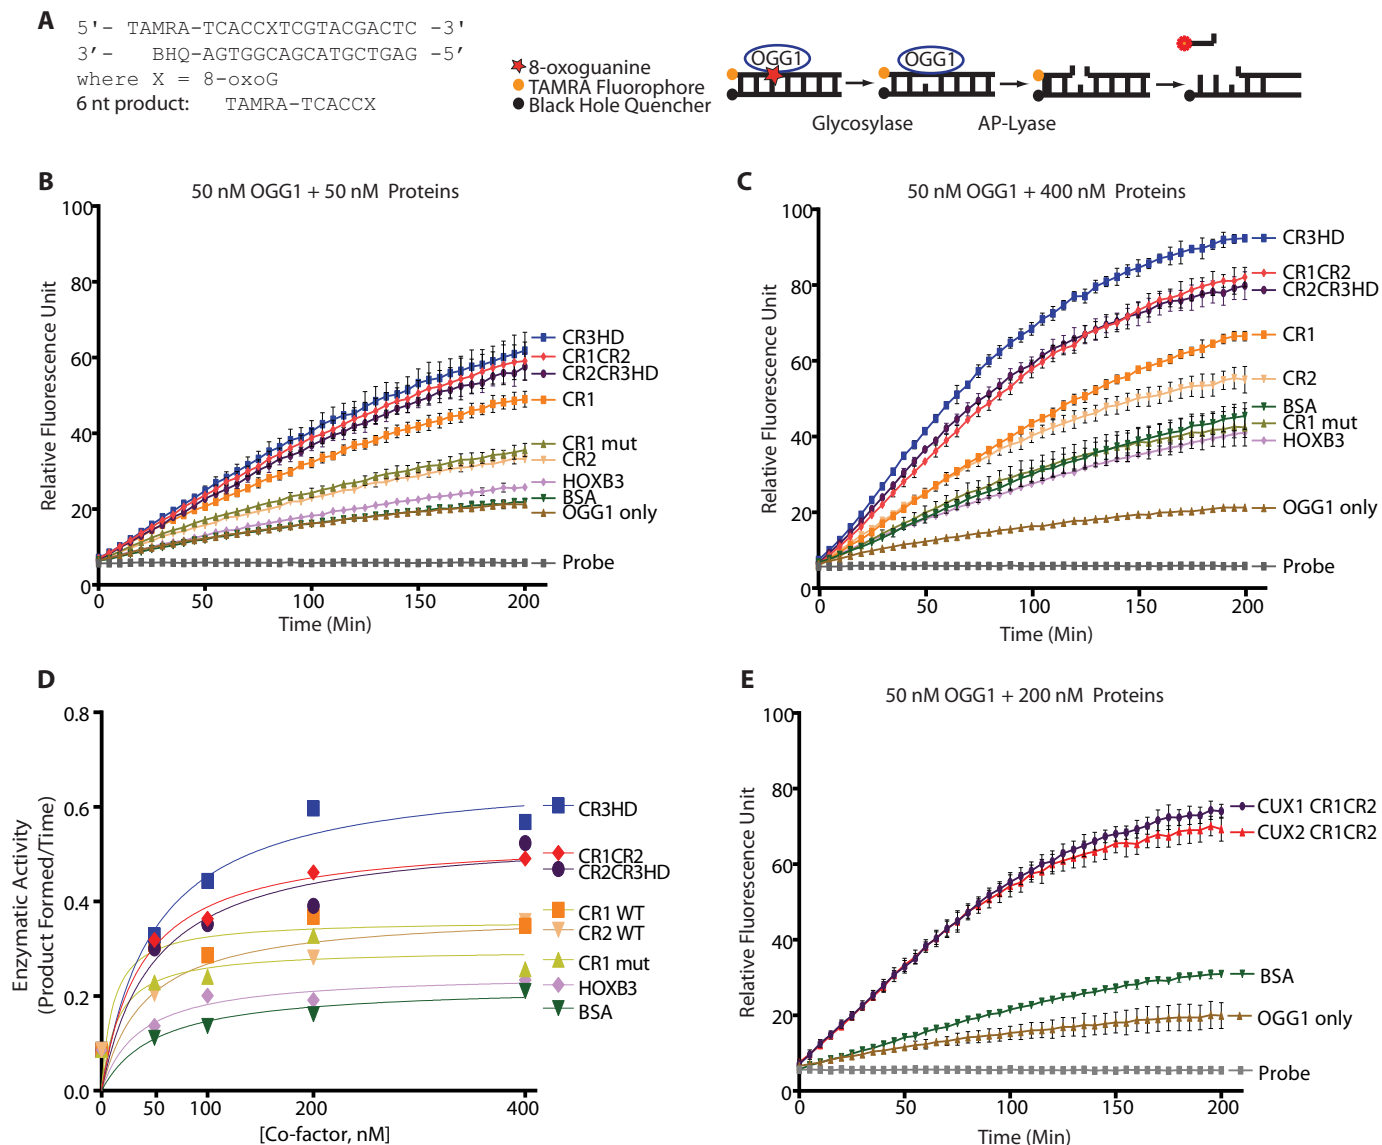 A
5'- TAMRA-TCACCXTCGTACGACTC -3'
3'- BHQ-AGTGGCAGCATGCTGAG -5'
where X = 8-oxoG
6 nt product: TAMRA-TCACCX
8-oxoguanine
TAMRA Fluorophore
Black Hole Quencher
OGG1
OGG1
Glycosylase
AP-Lyase
B
50 nM OGG1 + 50 nM Proteins
Relative Fluorescence Unit
100
80
60
40
20
0
0
50
100
150
200
Time (Min)
CR3HD
CR1CR2
CR2CR3HD
CR1
CR1 mut
CR2
HOXB3
BSA
OGG1 only
Probe
C
50 nM OGG1 + 400 nM Proteins
Relative Fluorescence Unit
100
80
60
40
20
0
0
50
100
150
200
Time (Min)
CR3HD
CR1CR2
CR2CR3HD
CR1
CR2
BSA
CR1 mut
HOXB3
OGG1 only
Probe
D
Enzymatic Activity
(Product Formed/Time)
0.8
0.6
0.4
0.2
0.0
0
50
100
200
400
[Co-factor, nM]
CR3HD
CR1CR2
CR2CR3HD
CR1 WT
CR2 WT
CR1 mut
HOXB3
BSA
E
50 nM OGG1 + 200 nM Proteins
Relative Fluorescence Unit
100
80
60
40
20
0
0
50
100
150
200
Time (Min)
CUX1 CR1CR2
CUX2 CR1CR2
BSA
OGG1 only
Probe